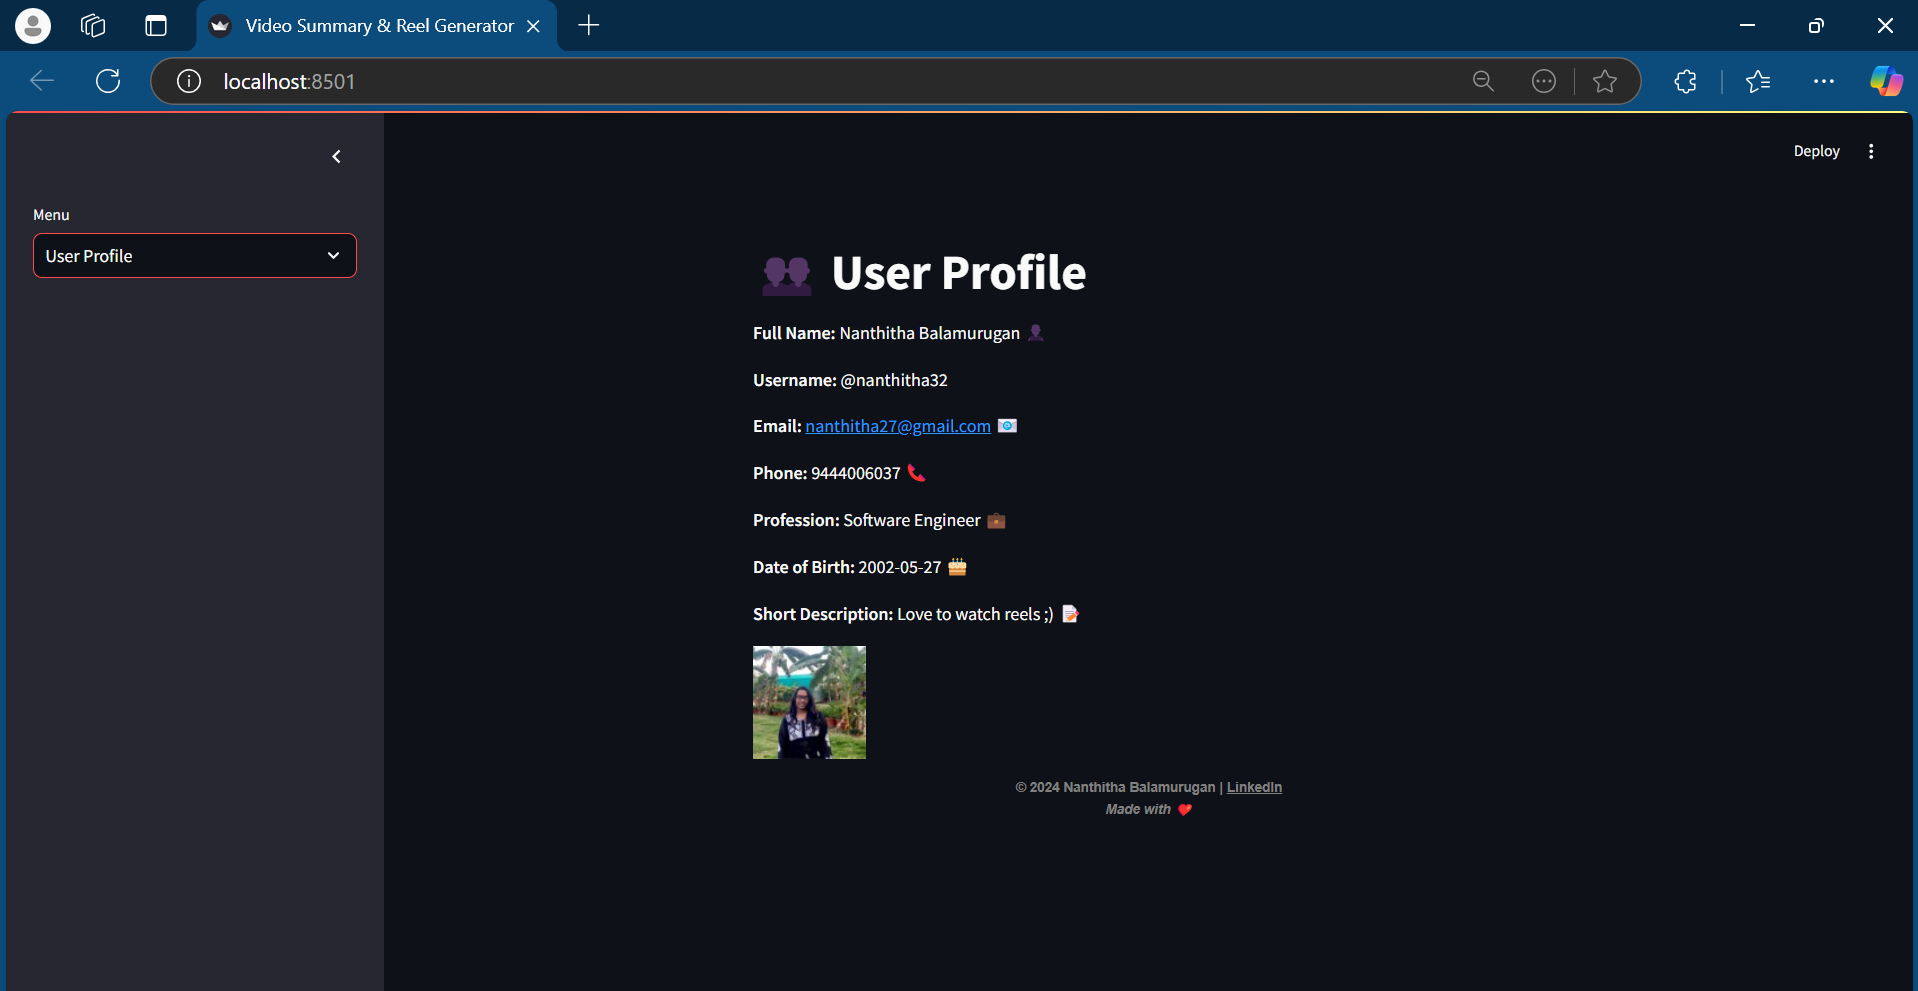 Video Summary & Reel Generator
localhost:8501
Deploy
Menu
User Profile
User Profile
Full Name: Nanthitha Balamurugan
Username: @nanthitha32
Email: nanthitha27@gmail.com
Phone: 9444006037
Profession: Software Engineer
Date of Birth: 2002-05-27
Short Description: Love to watch reels ;)
© 2024 Nanthitha Balamurugan | LinkedIn
Made with ❤️